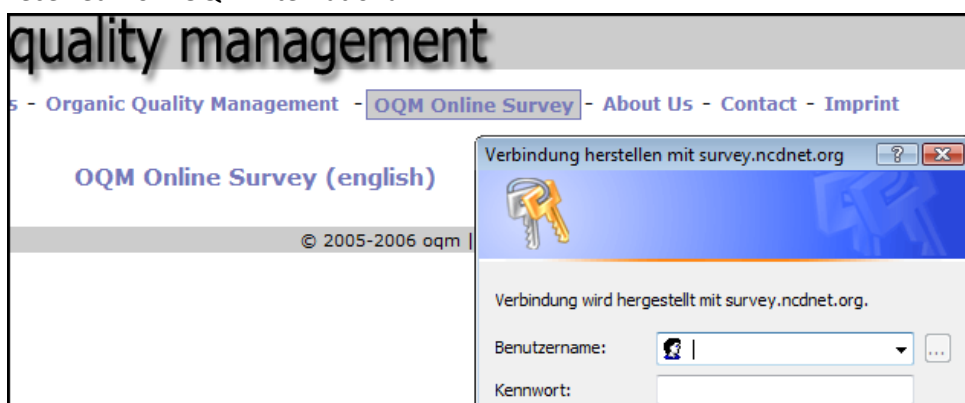 quality management
s - Organic Quality Management - OQM Online Survey - About Us - Contact - Imprint
OQM Online Survey (english)
© 2005-2006 oqm |
Verbindung herstellen mit survey.ncdnet.org
Verbindung wird hergestellt mit survey.ncdnet.org.
Benutzername:
...
Kennwort: